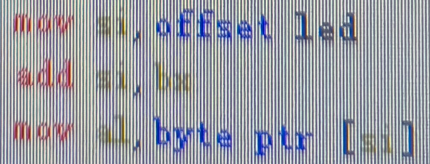 mov si,offset led
add si,bx
mov al,byte ptr [si]